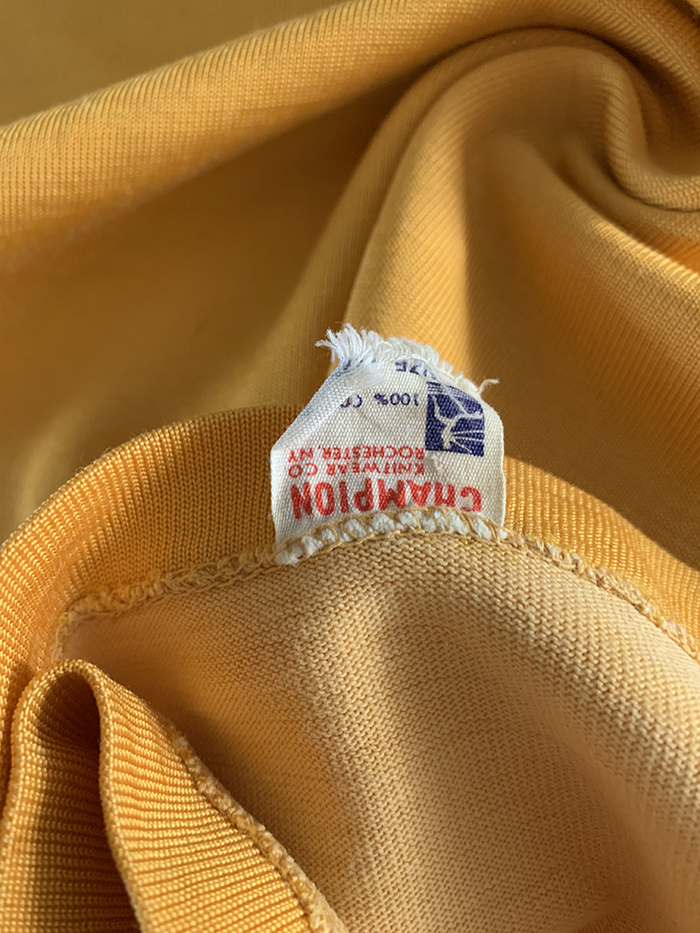 CHAMPION
KNITWEAR CO
ROCHESTER, NY
100%